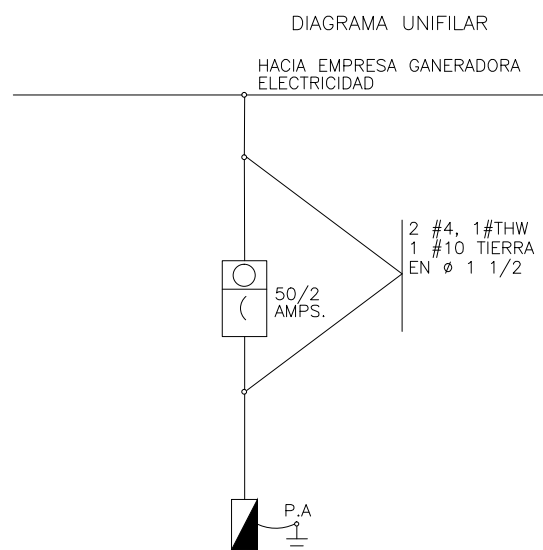 DIAGRAMA UNIFILAR
HACIA EMPRESA GANERADORA
ELECTRICIDAD
2 #4, 1#THW
1 #10 TIERRA
EN ø 1 1/2
50/2
AMPS.
P.A